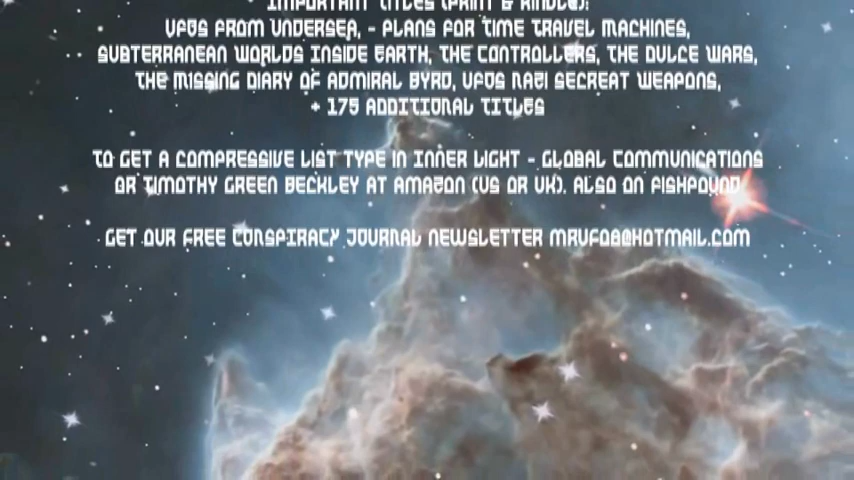 IMPORTANT TITLES (PRINT & KINDLE):
UFOS FROM UNDERSEA, - PLANS FOR TIME TRAVEL MACHINES,
SUBTERRANEAN WORLDS INSIDE EARTH, THE CONTROLLERS, THE DULCE WARS,
THE MISSING DIARY OF ADMIRAL BYRD, UFOS NAZI SECREAT WEAPONS,
+ 175 ADDITIONAL TITLES
TO GET A COMPRESSIVE LIST TYPE IN INNER LIGHT - GLOBAL COMMUNICATIONS
OR TIMOTHY GREEN BECKLEY AT AMAZON (US OR UK). ALSO ON FISHPOUND
GET OUR FREE CONSPIRACY JOURNAL NEWSLETTER MRUFO8@HOTMAIL.COM